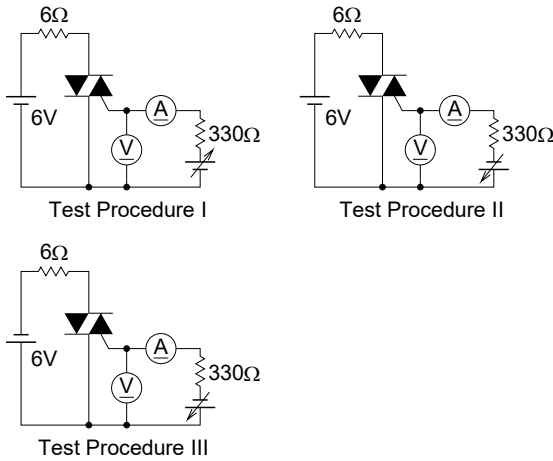 6Ω
6V
V
A
330Ω
Test Procedure I
6Ω
6V
V
A
330Ω
Test Procedure II
6Ω
6V
V
A
330Ω
Test Procedure III